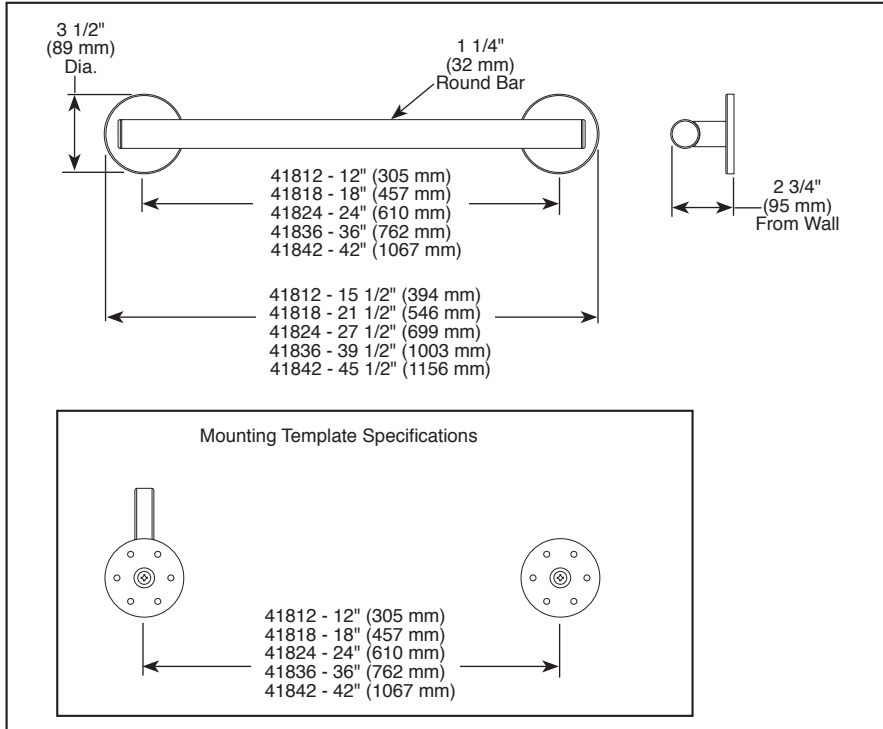 3 1/2"
(89 mm)
Dia.
1 1/4"
(32 mm)
Round Bar
41812 - 12" (305 mm)
41818 - 18" (457 mm)
41824 - 24" (610 mm)
41836 - 36" (762 mm)
41842 - 42" (1067 mm)
2 3/4"
(95 mm)
From Wall
41812 - 15 1/2" (394 mm)
41818 - 21 1/2" (546 mm)
41824 - 27 1/2" (699 mm)
41836 - 39 1/2" (1003 mm)
41842 - 45 1/2" (1156 mm)
Mounting Template Specifications
41812 - 12" (305 mm)
41818 - 18" (457 mm)
41824 - 24" (610 mm)
41836 - 36" (762 mm)
41842 - 42" (1067 mm)